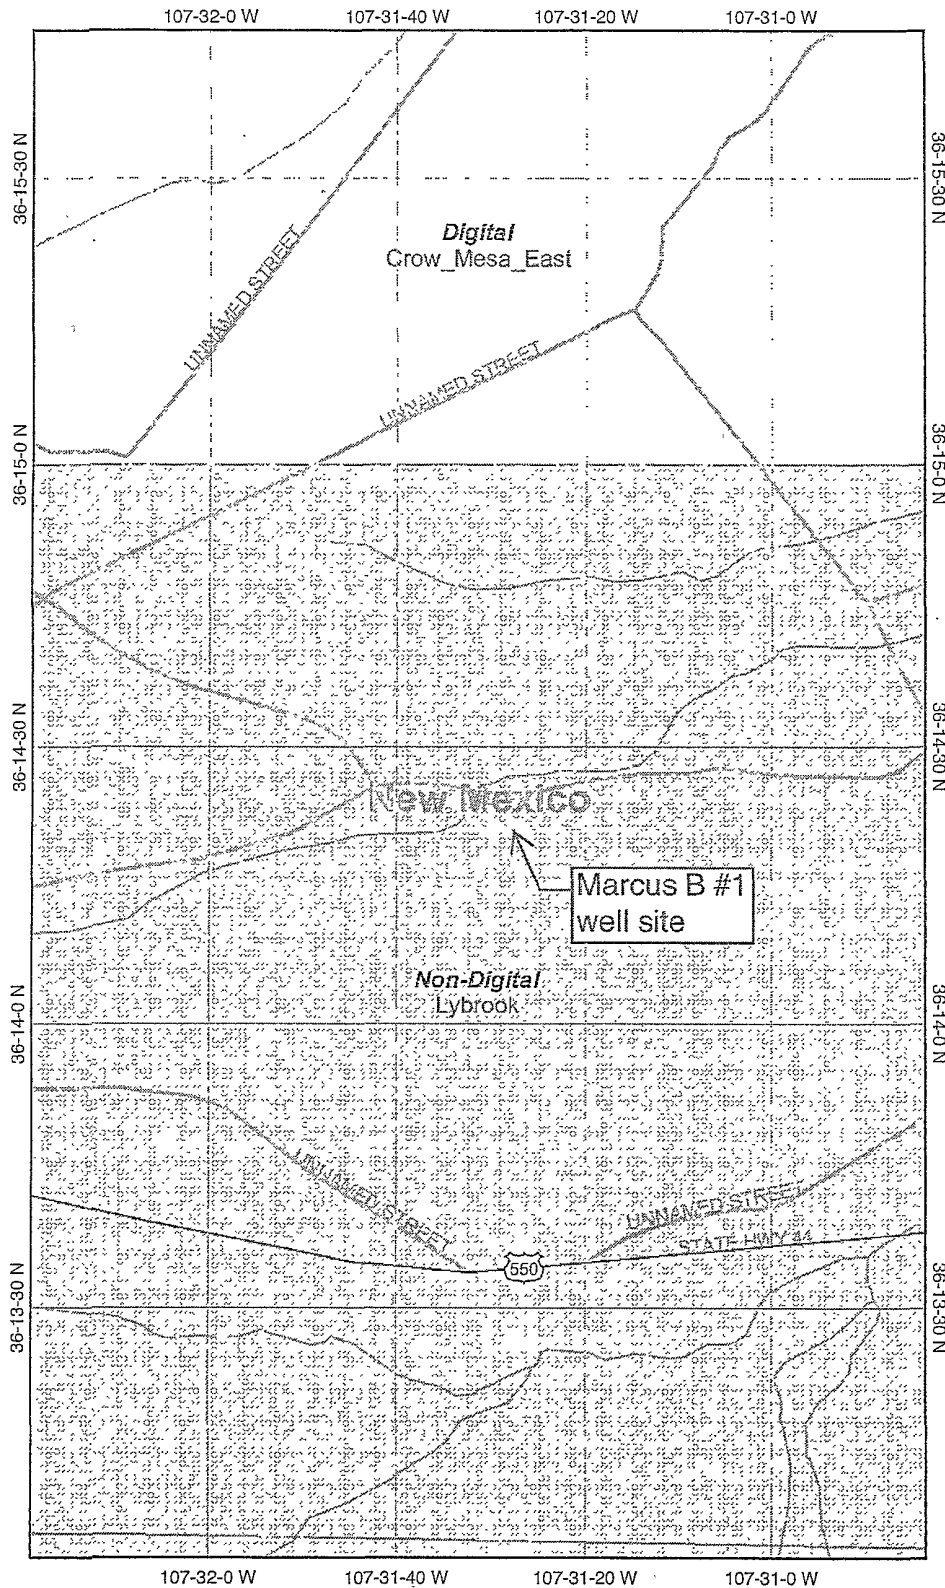 107-32-0 W 107-31-40 W 107-31-20 W 107-31-0 W
36-15-30 N
36-15-30 N
Digital
Crow_Mesa_East
UNNAMED STREET
UNNAMED STREET
36-15-0 N
36-15-0 N
36-14-30 N
36-14-30 N
New Mexico
Marcus B #1
well site
Non-Digital
Lybrook
36-14-0 N
36-14-0 N
UNNAMED STREET
UNNAMED STREET
STATE HWY 44
550
36-13-30 N
36-13-30 N
107-32-0 W 107-31-40 W 107-31-20 W 107-31-0 W